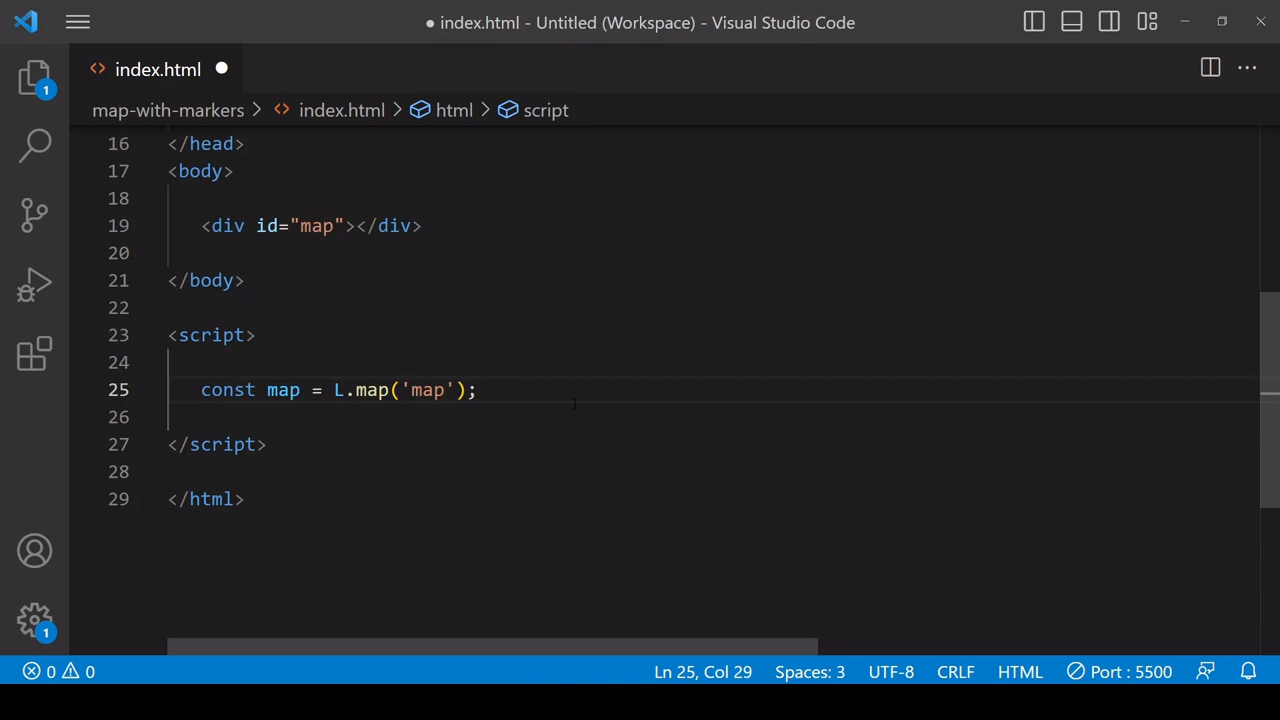 ● index.html - Untitled (Workspace) - Visual Studio Code
index.html
1
map-with-markers > index.html > html > script
16 </head>
17 <body>
18
19 <div id="map"></div>
20
21 </body>
22
23 <script>
24
25 const map = L.map('map');
26
27 </script>
28
29 </html>
1
0 0 Ln 25, Col 29 Spaces: 3 UTF-8 CRLF HTML Port : 5500